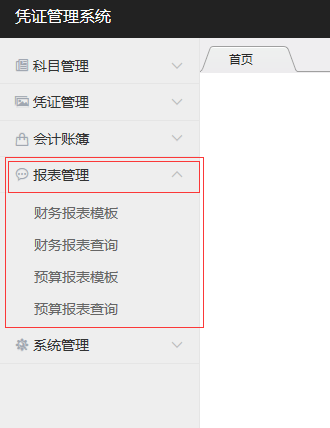 凭证管理系统
首页
科目管理
凭证管理
会计账簿
报表管理
财务报表模板
财务报表查询
预算报表模板
预算报表查询
系统管理